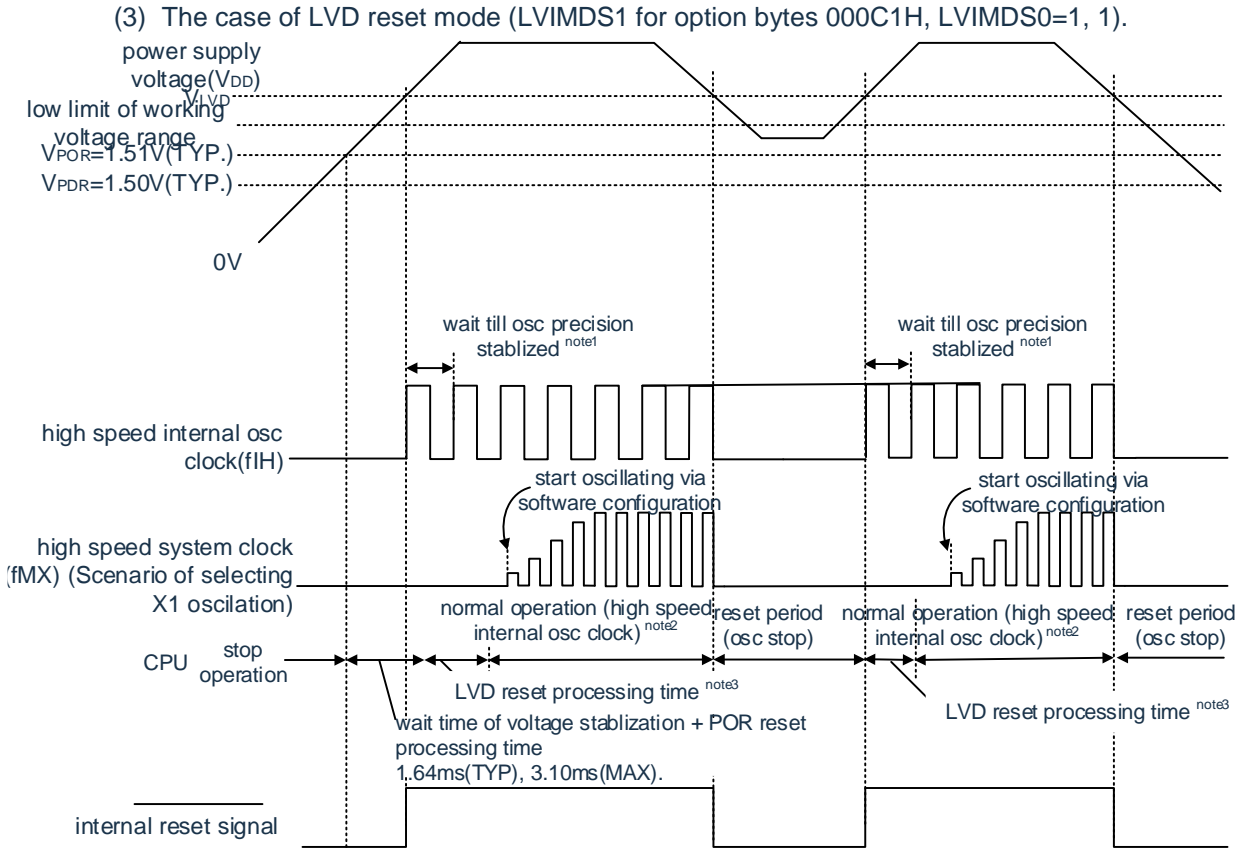 (3) The case of LVD reset mode (LVIMDS1 for option bytes 000C1H, LVIMDS0=1, 1).
power supply
voltage(VDD)
VLVD
low limit of working
voltage range
VPOR=1.51V(TYP.)
VPDR=1.50V(TYP.)
0V
wait till osc precision
stablized note1
wait till osc precision
stablized note1
high speed internal osc
clock(fIH)
start oscillating via
software configuration
start oscillating via
software configuration
high speed system clock
(fMX) (Scenario of selecting
X1 oscilation)
normal operation (high speed
internal osc clock) note2
reset period
(osc stop)
normal operation (high speed
internal osc clock) note2
reset period
(osc stop)
CPU
stop
operation
LVD reset processing time note3
LVD reset processing time note3
wait time of voltage stablization + POR reset
processing time
1.64ms(TYP), 3.10ms(MAX).
internal reset signal